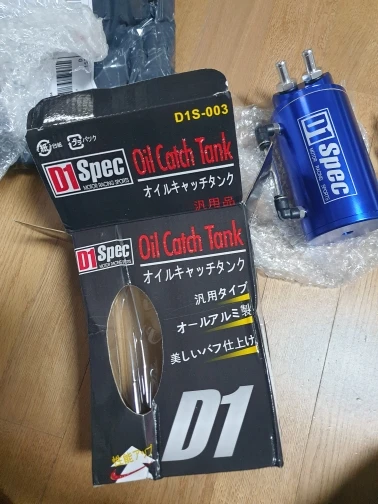 D1S-003
D1 Spec
MOTOR RACING SPORTS
Oil Catch Tank
オイルキャッチタンク
汎用品
D1 Spec
MOTOR RACING SPORTS
Oil Catch Tank
オイルキャッチタンク
汎用タイプ
オールアルミ製
美しいバフ仕上げ
D1
D1 Spec
MOTOR RACING SPORTS